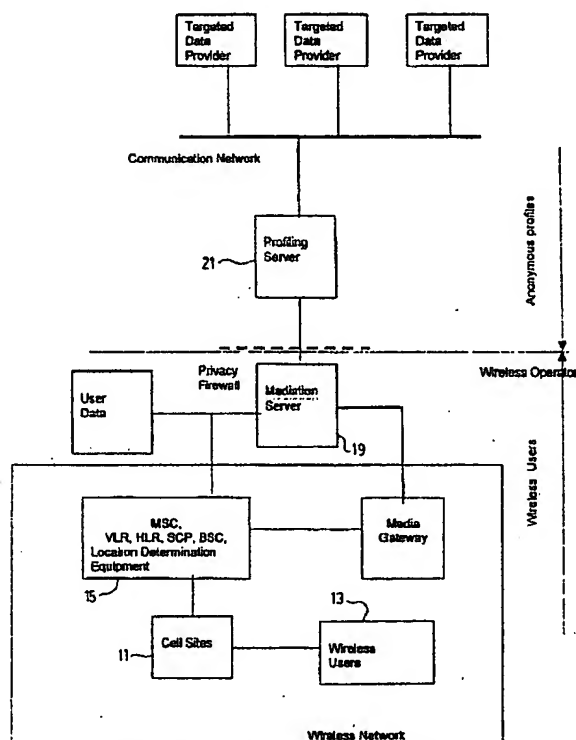 Targeted
Data
Provider
Targeted
Data
Provider
Targeted
Data
Provider
Communication Network
Profiling
Server
21
Anonymous profiles
Privacy
Firewall
Wireless Operator
User
Data
Mediation
Server
19
Wireless Users
MSC,
VLR, HLR, SCP, BSC,
Location Determination
Equipment
15
Media
Gateway
13
11
Cell Sites
Wireless
Users
Wireless Network